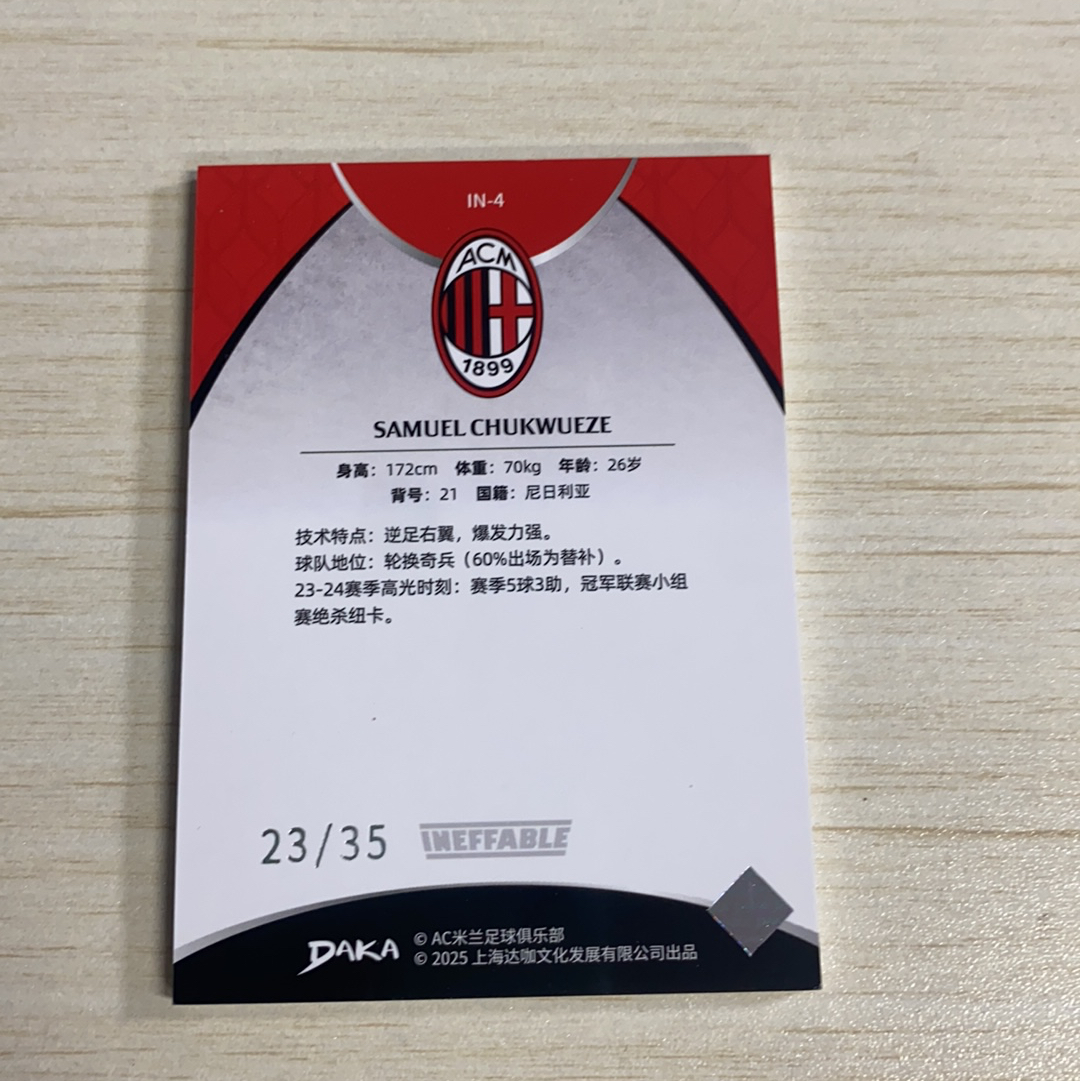 IN-4
ACM
1899
SAMUEL CHUKWUEZE
身高：172cm 体重：70kg 年龄：26岁
背号：21 国籍：尼日利亚
技术特点：逆足右翼，爆发力强。
球队地位：轮换奇兵（60%出场为替补）。
23-24赛季高光时刻：赛季5球3助，冠军联赛小组
赛绝杀纽卡。
23/35 INEFFABLE
DAKA © AC米兰足球俱乐部
© 2025 上海达咖文化发展有限公司出品